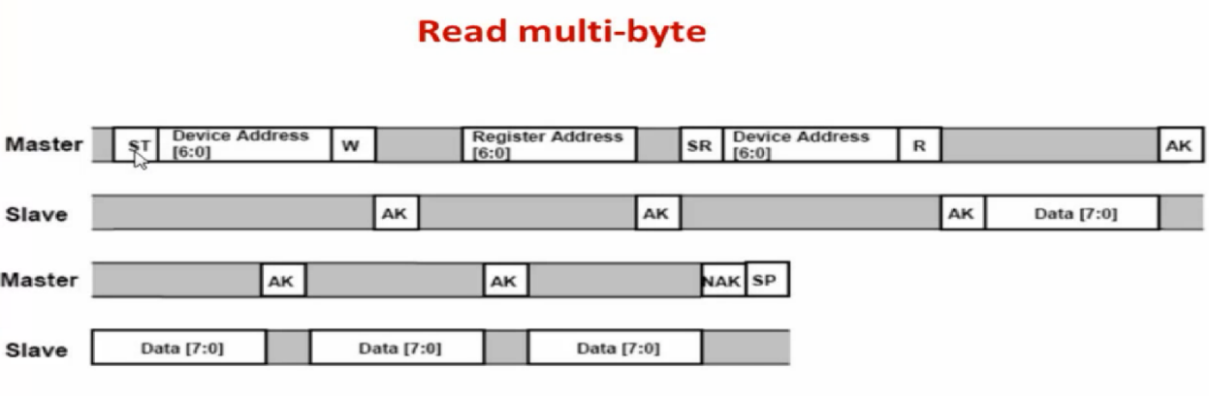 Read multi-byte
Master ST Device Address [6:0] W Register Address [6:0] SR Device Address [6:0] R AK
Slave AK AK AK Data [7:0]
Master AK AK NAK SP
Slave Data [7:0] Data [7:0] Data [7:0]